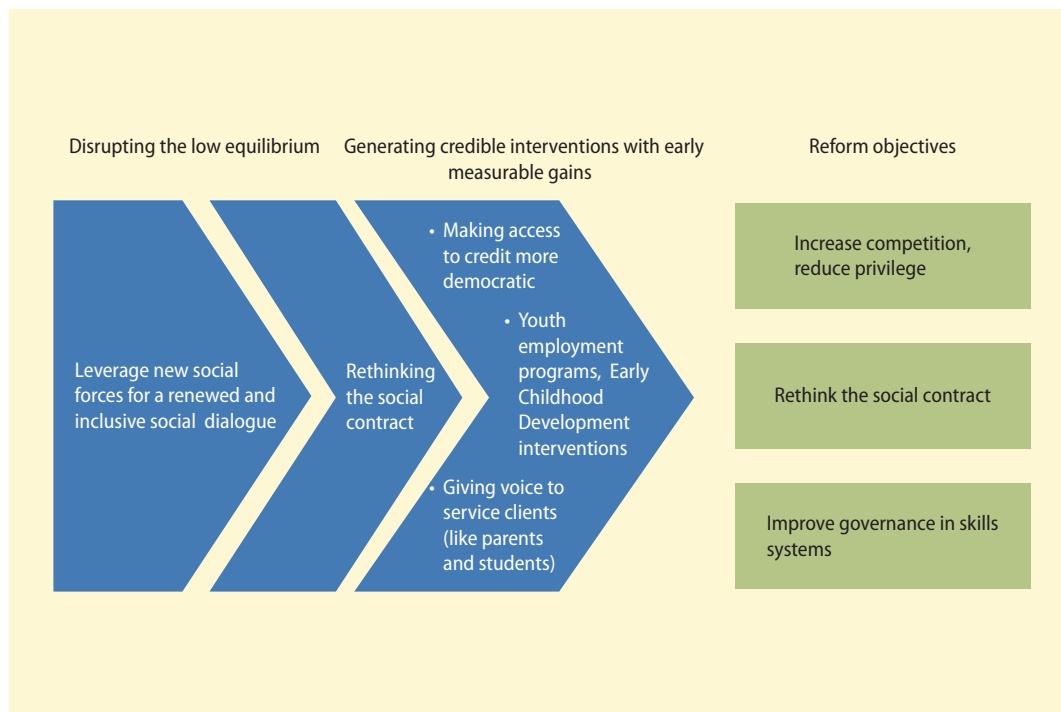 Disrupting the low equilibrium
Generating credible interventions with early
measurable gains
Reform objectives
Leverage new social
forces for a renewed and
inclusive social dialogue
Rethinking
the social
contract
• Making access
to credit more
democratic
• Youth
employment
programs, Early
Childhood
Development
interventions
• Giving voice to
service clients
(like parents
and students)
Increase competition,
reduce privilege
Rethink the social contract
Improve governance in skills
systems